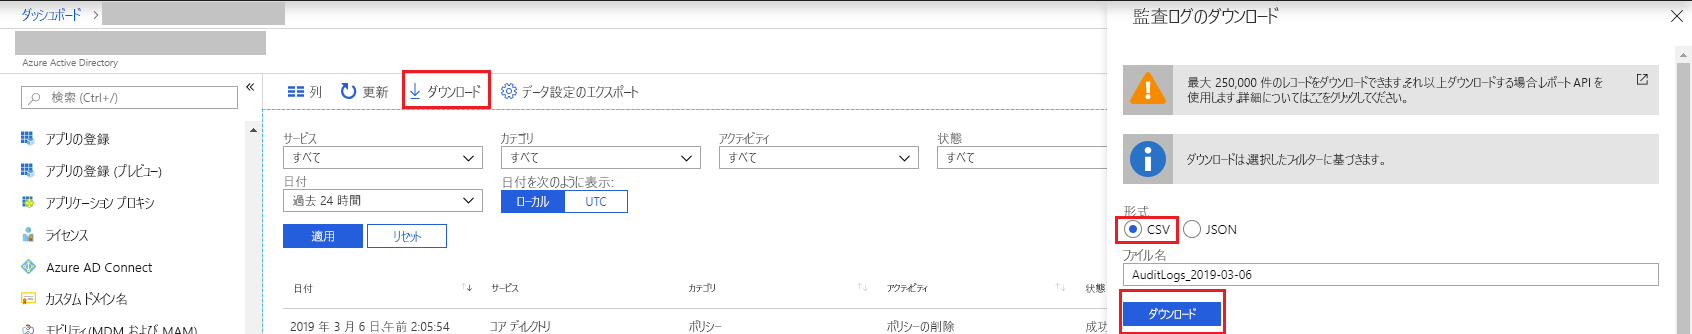 ダッシュボード
Azure Active Directory
検索 (Ctrl+/)
アプリの登録
アプリの登録 (プレビュー)
アプリケーション プロキシ
ライセンス
Azure AD Connect
カスタム ドメイン名
モビリティ(MDM および MAM)
列 更新 ダウンロード データ設定のエクスポート
サービス カテゴリ アクティビティ 状態
すべて すべて すべて すべて
日付 日付を次のように表示:
過去 24 時間 ローカル UTC
適用 リセット
日付 サービス カテゴリ アクティビティ 状態
2019 年 3 月 6 日,午前 2:05:54 コア ディレクトリ ポリシー ポリシーの削除 成功
監査ログのダウンロード
最大 250,000 件のレコードをダウンロードできます,それ以上ダウンロードする場合,レポート API を
使用します,詳細についてはここをクリックしてください。
ダウンロードは,選択したフィルターに基づきます。
形式
CSV JSON
ファイル名
AuditLogs_2019-03-06
ダウンロード